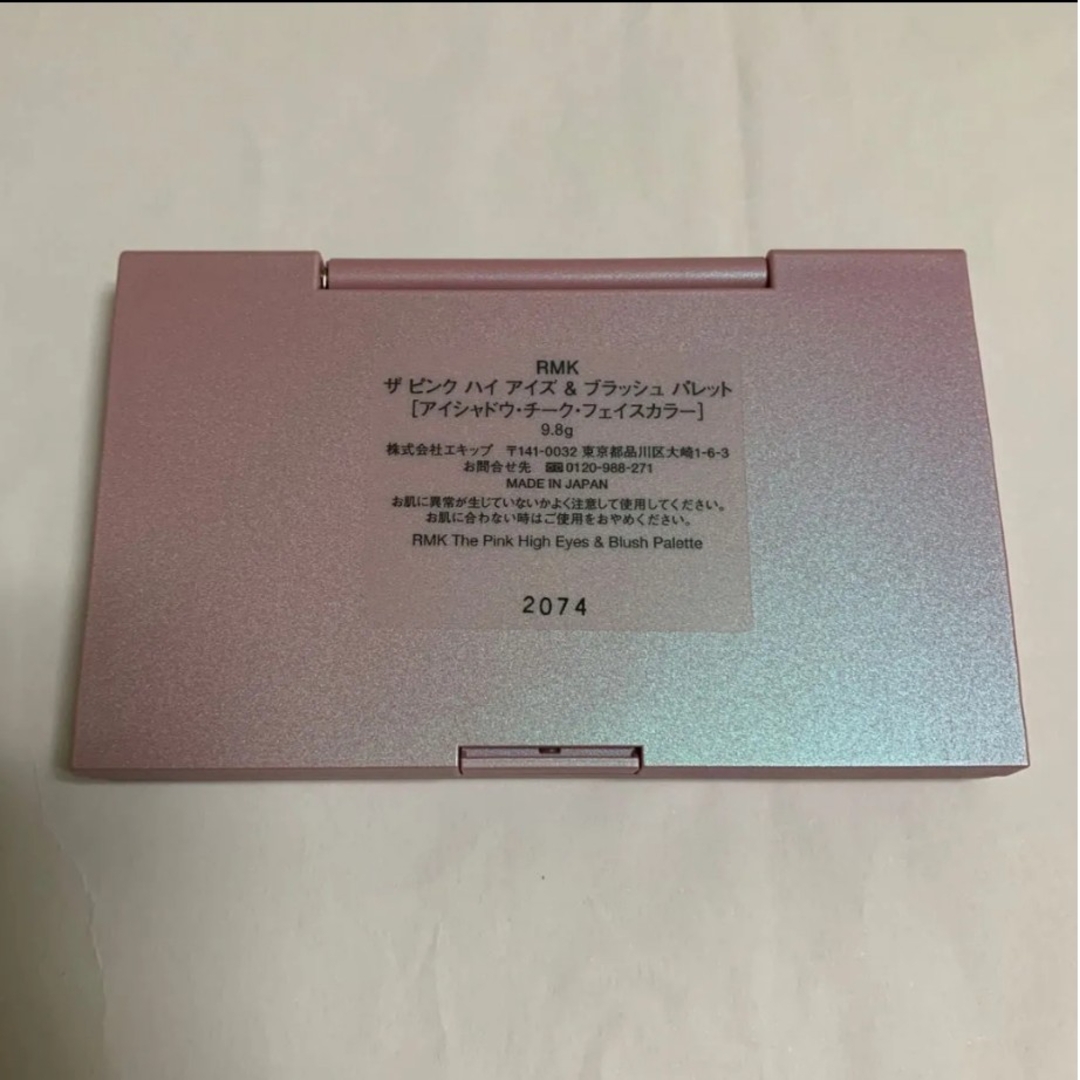 RMK
ザ ピンク ハイ アイズ & ブラッシュ パレット
[アイシャドウ・チーク・フェイスカラー]
9.8g
株式会社エキップ 〒141-0032 東京都品川区大崎1-6-3
お問合せ先 0120-988-271
MADE IN JAPAN
お肌に異常が生じていないかよく注意して使用してください。
お肌に合わない時はご使用をおやめください。
RMK The Pink High Eyes & Blush Palette
2074